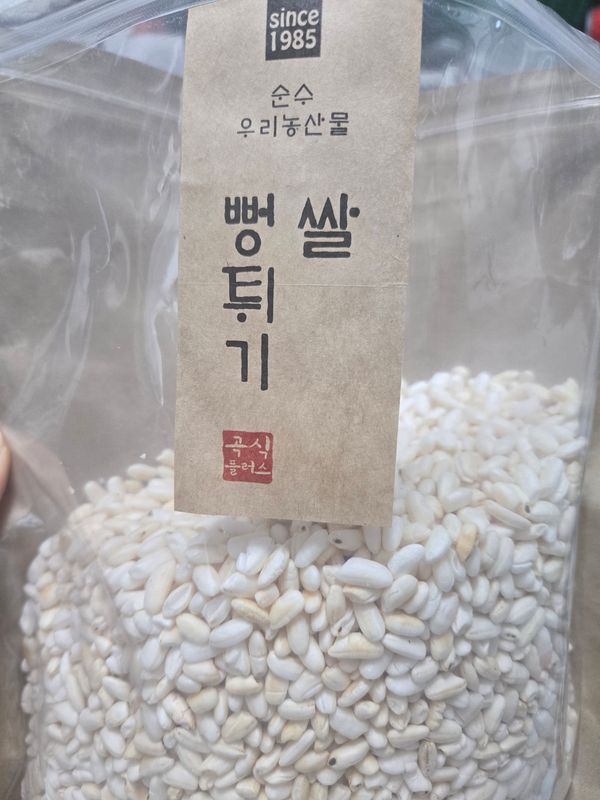 since
1985
순수
우리농산물
쌀
뻥튀기
곡식
플러스